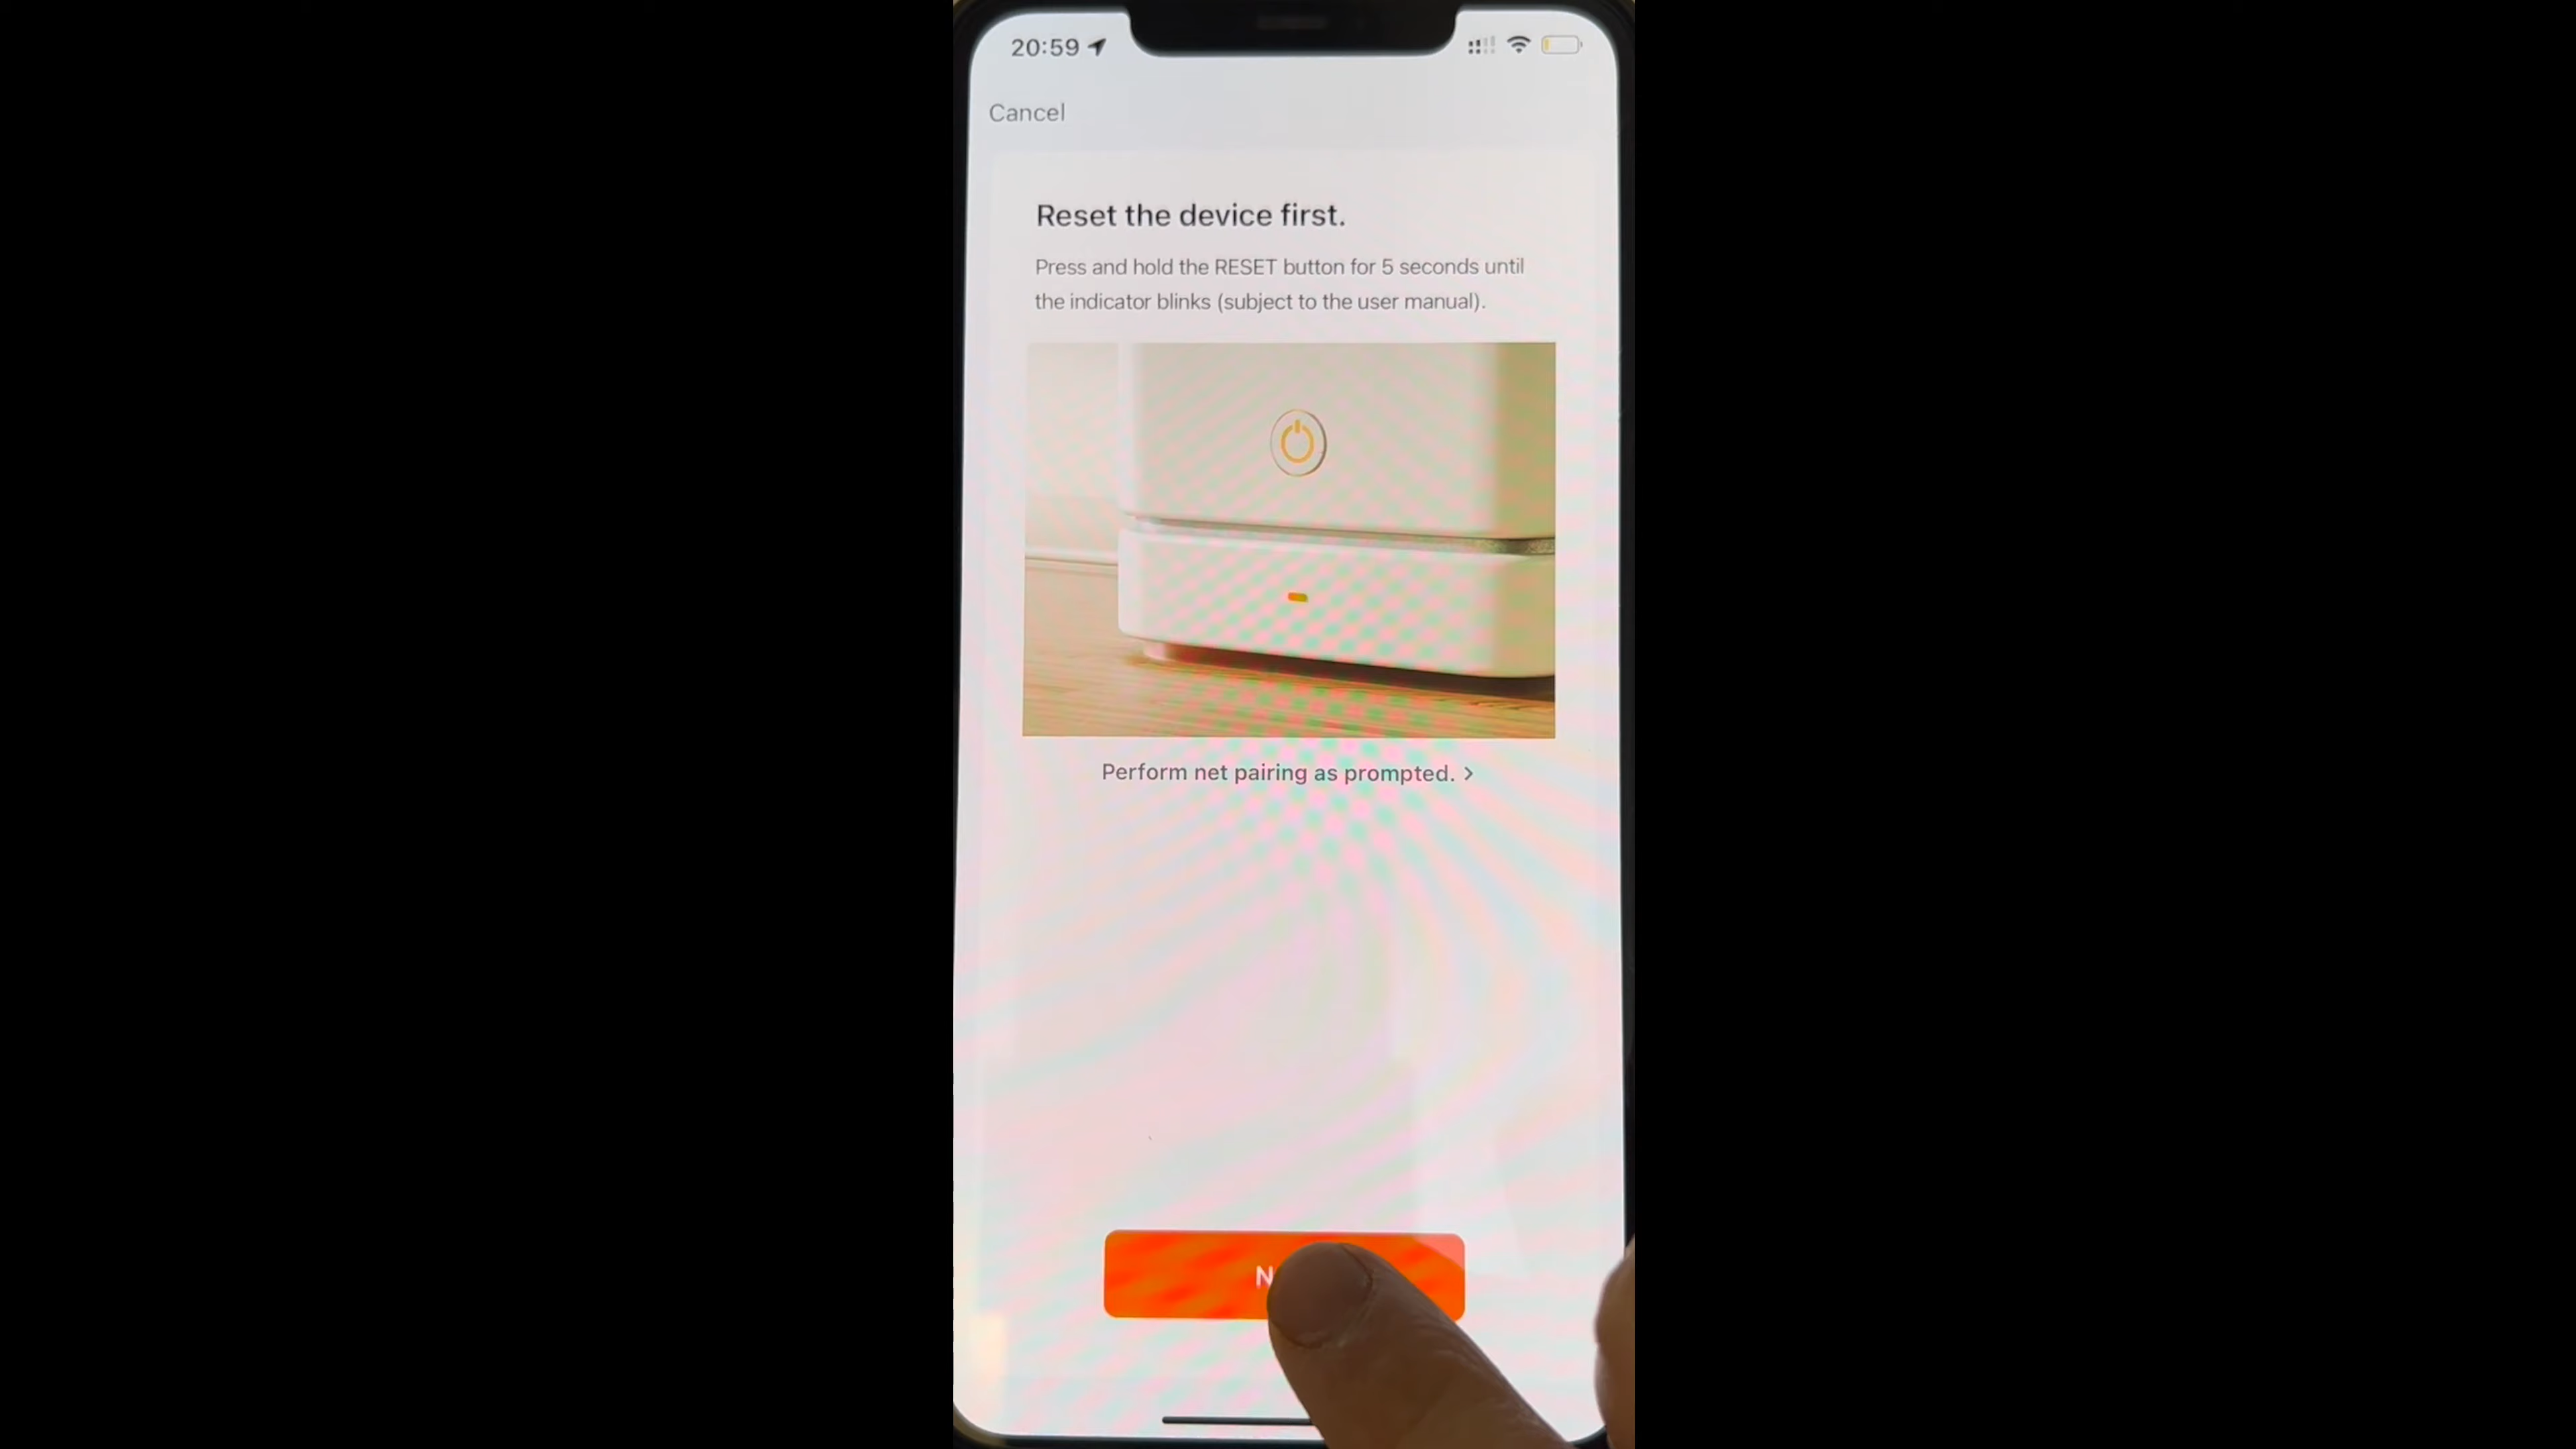 20:59
Cancel
Reset the device first.
Press and hold the RESET button for 5 seconds until
the indicator blinks (subject to the user manual).
Perform net pairing as prompted. >